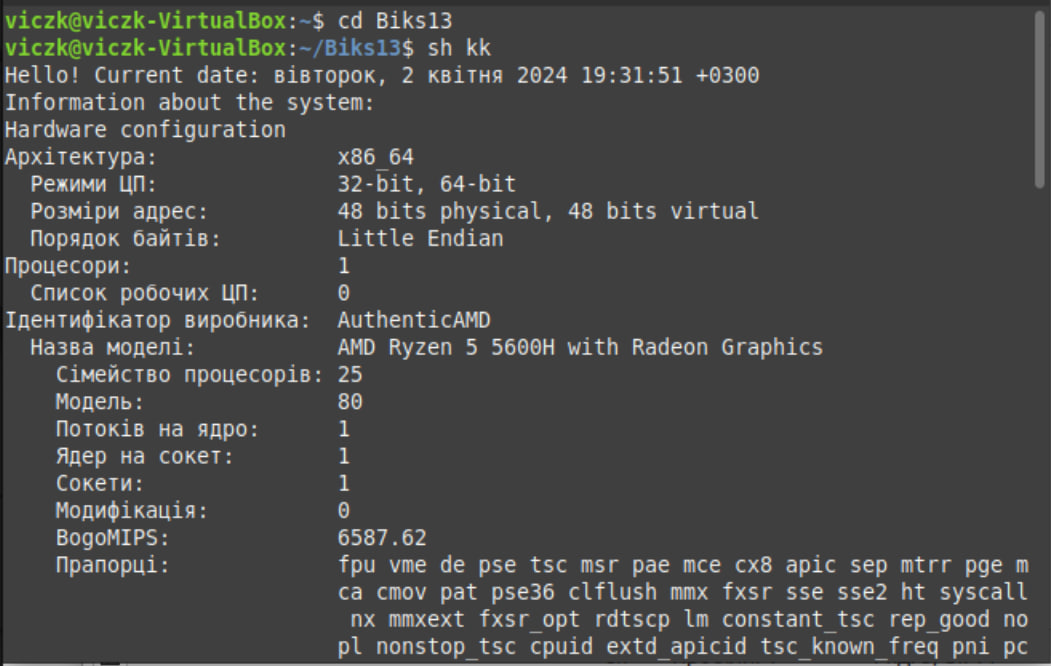 viczk@viczk-VirtualBox:~$ cd Biks13
viczk@viczk-VirtualBox:~/Biks13$ sh kk
Hello! Current date: вівторок, 2 квітня 2024 19:31:51 +0300
Information about the system:
Hardware configuration
Архітектура: x86_64
Режими ЦП: 32-bit, 64-bit
Розміри адрес: 48 bits physical, 48 bits virtual
Порядок байтів: Little Endian
Процесори: 1
Список робочих ЦП: 0
Ідентифікатор виробника: AuthenticAMD
Назва моделі: AMD Ryzen 5 5600H with Radeon Graphics
Сімейство процесорів: 25
Модель: 80
Потоків на ядро: 1
Ядер на сокет: 1
Сокети: 1
Модифікація: 0
BogoMIPS: 6587.62
Прапорці: fpu vme de pse tsc msr pae mce cx8 apic sep mtrr pge m
ca cmov pat pse36 clflush mmx fxsr sse sse2 ht syscall
nx mmxext fxsr_opt rdtscp lm constant_tsc rep_good no
pl nonstop_tsc cpuid extd_apicid tsc_known_freq pni pc